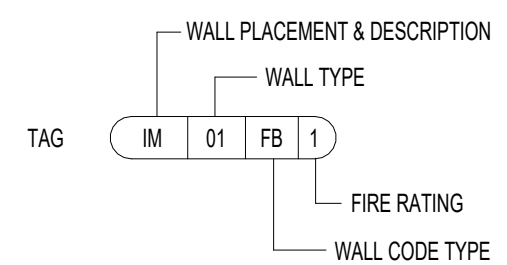 WALL PLACEMENT & DESCRIPTION
WALL TYPE
TAG IM 01 FB 1
FIRE RATING
WALL CODE TYPE